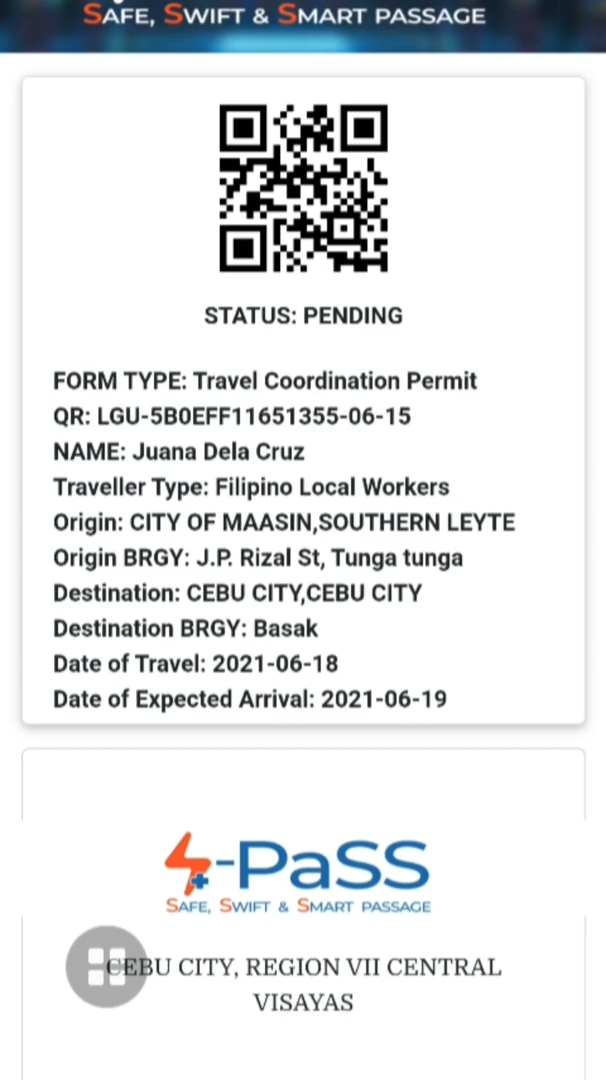 SAFE, SWIFT & SMART PASSAGE
STATUS: PENDING
FORM TYPE: Travel Coordination Permit
QR: LGU-5B0EFF11651355-06-15
NAME: Juana Dela Cruz
Traveller Type: Filipino Local Workers
Origin: CITY OF MAASIN,SOUTHERN LEYTE
Origin BRGY: J.P. Rizal St, Tunga tunga
Destination: CEBU CITY,CEBU CITY
Destination BRGY: Basak
Date of Travel: 2021-06-18
Date of Expected Arrival: 2021-06-19
S-PaSS
SAFE, SWIFT & SMART PASSAGE
CEBU CITY, REGION VII CENTRAL
VISAYAS